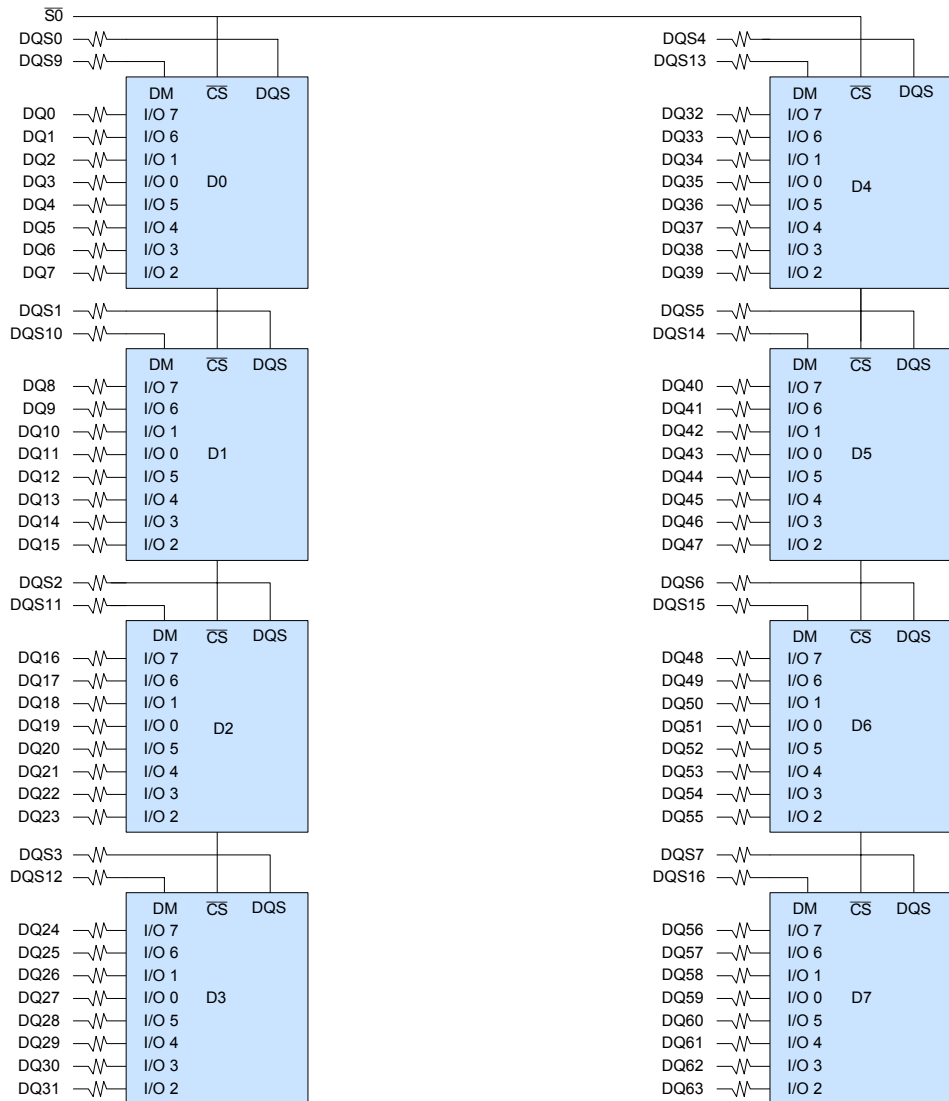 S0
DQS0
DQS9
DM CS DQS
DQ0 I/O 7
DQ1 I/O 6
DQ2 I/O 1
DQ3 I/O 0 D0
DQ4 I/O 5
DQ5 I/O 4
DQ6 I/O 3
DQ7 I/O 2
DQS1
DQS10
DM CS DQS
DQ8 I/O 7
DQ9 I/O 6
DQ10 I/O 1
DQ11 I/O 0 D1
DQ12 I/O 5
DQ13 I/O 4
DQ14 I/O 3
DQ15 I/O 2
DQS2
DQS11
DM CS DQS
DQ16 I/O 7
DQ17 I/O 6
DQ18 I/O 1
DQ19 I/O 0 D2
DQ20 I/O 5
DQ21 I/O 4
DQ22 I/O 3
DQ23 I/O 2
DQS3
DQS12
DM CS DQS
DQ24 I/O 7
DQ25 I/O 6
DQ26 I/O 1
DQ27 I/O 0 D3
DQ28 I/O 5
DQ29 I/O 4
DQ30 I/O 3
DQ31 I/O 2
DQS4
DQS13
DM CS DQS
DQ32 I/O 7
DQ33 I/O 6
DQ34 I/O 1
DQ35 I/O 0 D4
DQ36 I/O 5
DQ37 I/O 4
DQ38 I/O 3
DQ39 I/O 2
DQS5
DQS14
DM CS DQS
DQ40 I/O 7
DQ41 I/O 6
DQ42 I/O 1
DQ43 I/O 0 D5
DQ44 I/O 5
DQ45 I/O 4
DQ46 I/O 3
DQ47 I/O 2
DQS6
DQS15
DM CS DQS
DQ48 I/O 7
DQ49 I/O 6
DQ50 I/O 1
DQ51 I/O 0 D6
DQ52 I/O 5
DQ53 I/O 4
DQ54 I/O 3
DQ55 I/O 2
DQS7
DQS16
DM CS DQS
DQ56 I/O 7
DQ57 I/O 6
DQ58 I/O 1
DQ59 I/O 0 D7
DQ60 I/O 5
DQ61 I/O 4
DQ62 I/O 3
DQ63 I/O 2